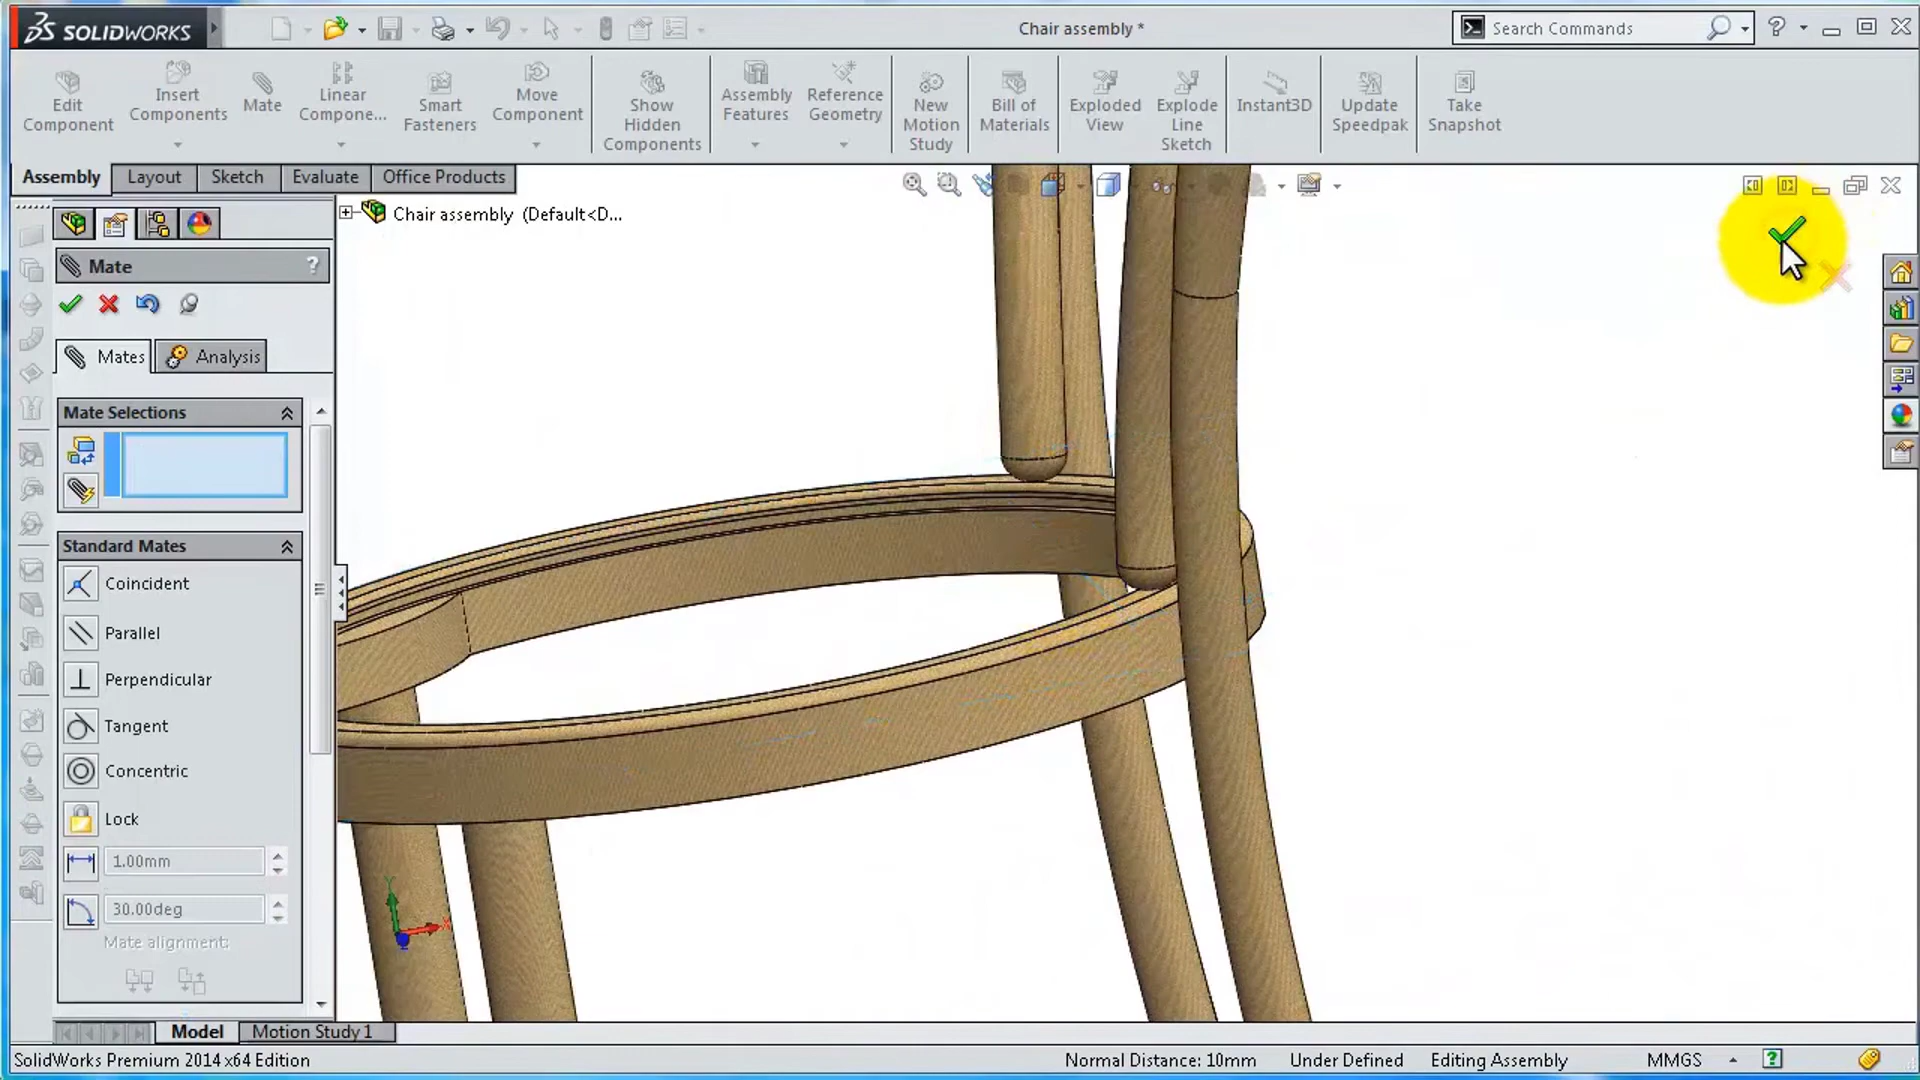 SOLIDWORKS
Chair assembly *
Search Commands
Edit Component
Insert Components
Mate
Linear Compone...
Smart Fasteners
Move Component
Show Hidden Components
Assembly Features
Reference Geometry
New Motion Study
Bill of Materials
Exploded View
Explode Line Sketch
Instant3D
Update Speedpak
Take Snapshot
Assembly
Layout
Sketch
Evaluate
Office Products
Chair assembly (Default<D...
Mate
?
Mates
Analysis
Mate Selections
Standard Mates
Coincident
Parallel
Perpendicular
Tangent
Concentric
Lock
1.00mm
30.00deg
Mate alignment:
Y
X
Model
Motion Study 1
SolidWorks Premium 2014 x64 Edition
Normal Distance: 10mm
Under Defined
Editing Assembly
MMGS
?